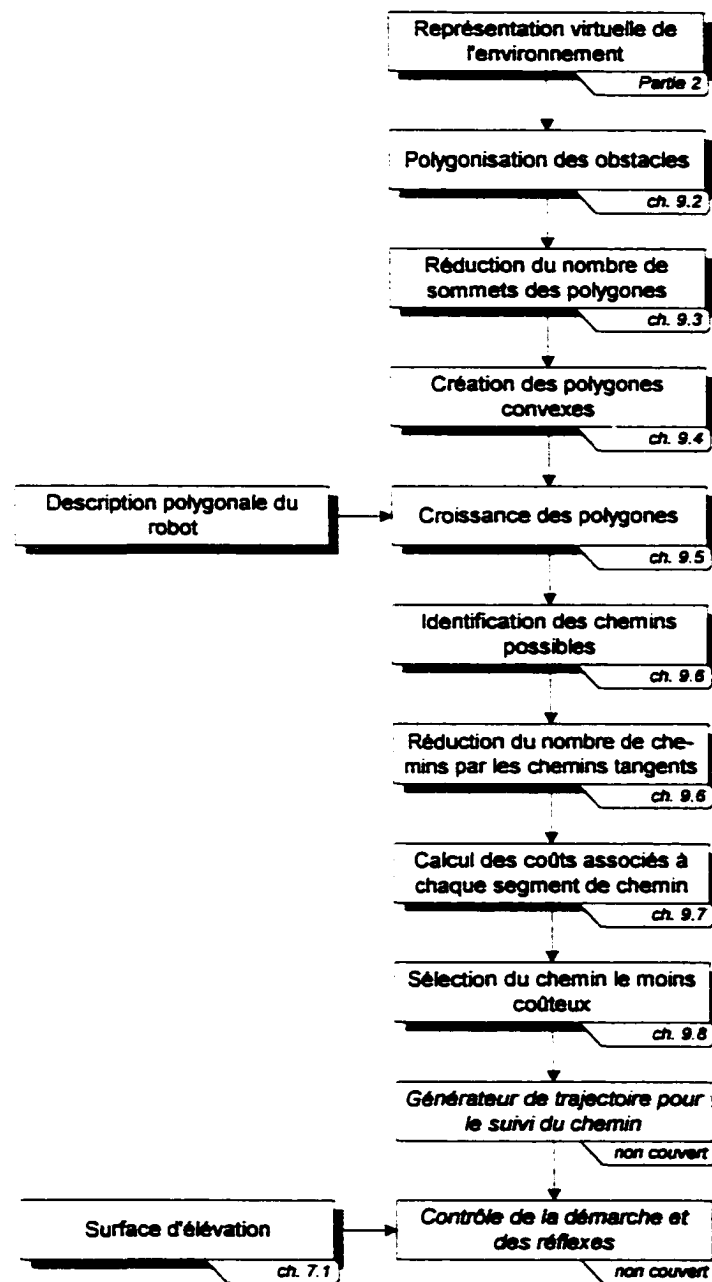 Représentation virtuelle de
l'environnement
Partie 2
Polygonisation des obstacles
ch. 9.2
Réduction du nombre de
sommets des polygones
ch. 9.3
Création des polygones
convexes
ch. 9.4
Description polygonale du
robot
Croissance des polygones
ch. 9.5
Identification des chemins
possibles
ch. 9.6
Réduction du nombre de che-
mins par les chemins tangents
ch. 9.6
Calcul des coûts associés à
chaque segment de chemin
ch. 9.7
Sélection du chemin le moins
coûteux
ch. 9.8
Générateur de trajectoire pour
le suivi du chemin
non couvert
Surface d'élévation
ch. 7.1
Contrôle de la démarche et
des réflexes
non couvert